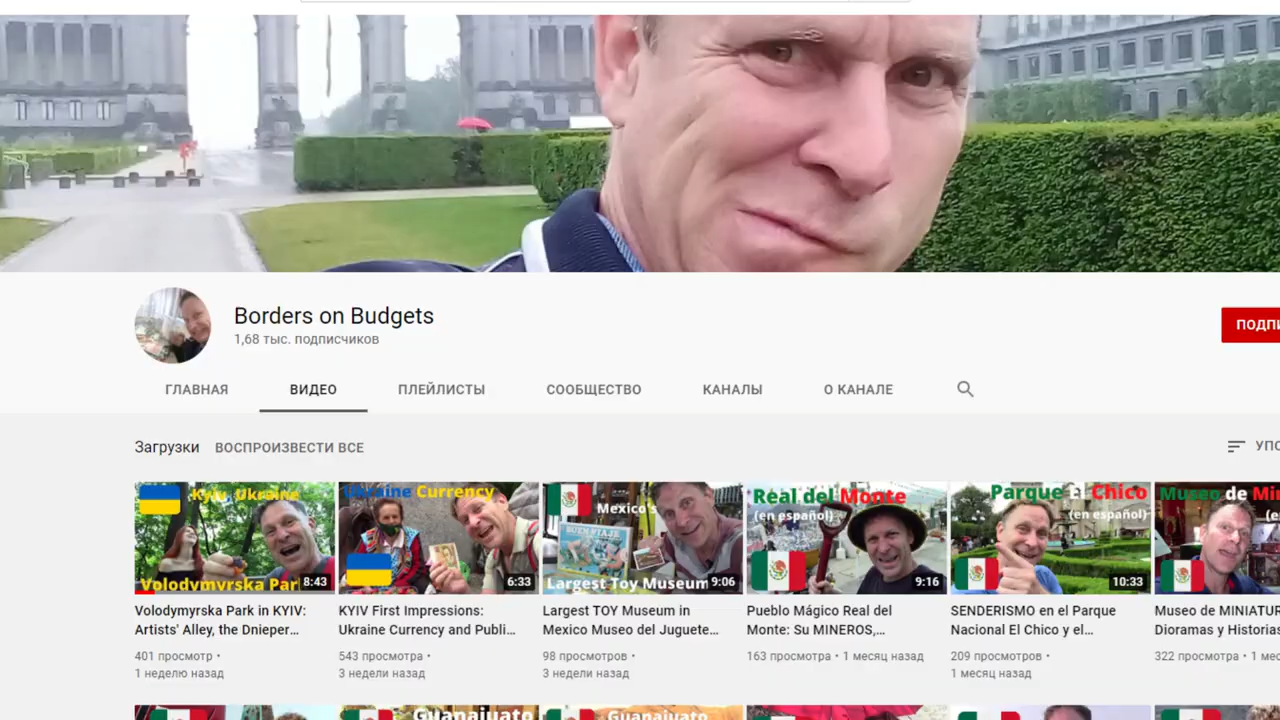 Borders on Budgets
1,68 тыс. подписчиков
ПОДПИ
ГЛАВНАЯ
ВИДЕО
ПЛЕЙЛИСТЫ
СООБЩЕСТВО
КАНАЛЫ
О КАНАЛЕ
Загрузки
ВОСПРОИЗВЕСТИ ВСЕ
УПО
Kyiv Ukraine
Volodymyrska Par
8:43
Volodymyrska Park in KYIV:
Artists' Alley, the Dnieper...
401 просмотр •
1 неделю назад
Ukraine Currency
6:33
KYIV First Impressions:
Ukraine Currency and Publi...
543 просмотра •
3 недели назад
Mexico's
BUEN VIAJE
Largest Toy Museum
9:06
Largest TOY Museum in
Mexico Museo del Juguete...
98 просмотров •
3 недели назад
Real del Monte
(en español)
9:16
Pueblo Mágico Real del
Monte: Su MINEROS,...
163 просмотра • 1 месяц назад
Parque El Chico
(en español)
10:33
SENDERISMO en el Parque
Nacional El Chico y el...
209 просмотров •
1 месяц назад
Museo de Mi
Museo de MINIATUR
Dioramas y Historias
322 просмотра • 1 мес
Guanajuato
Guanajuato